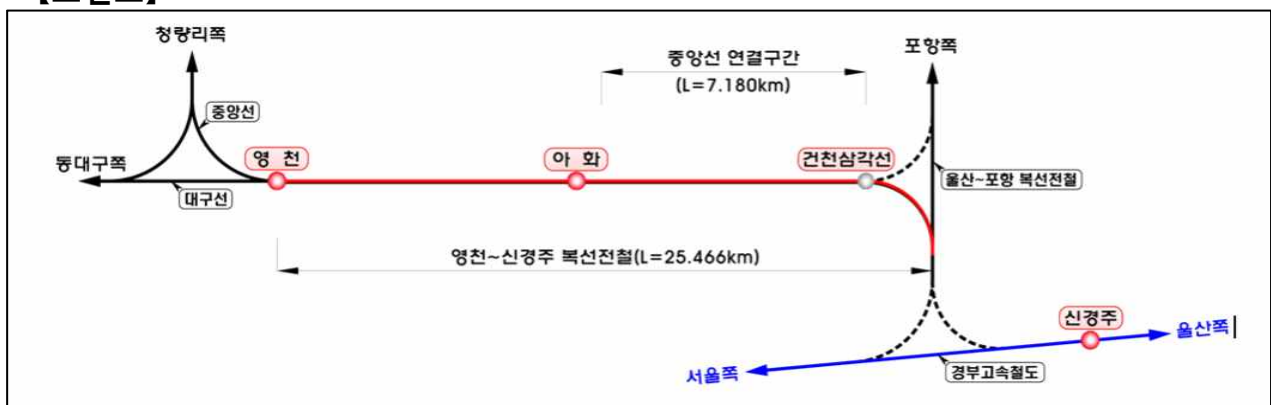 청량리쪽
중앙선 연결구간
(L=7.180km)
포항쪽
중앙선
동대구쪽
영 천
아 화
건천삼각선
대구선
울산~포항 복선전철
영천~신경주 복선전철(L=25.466km)
신경주
울산쪽
서울쪽
경부고속철도